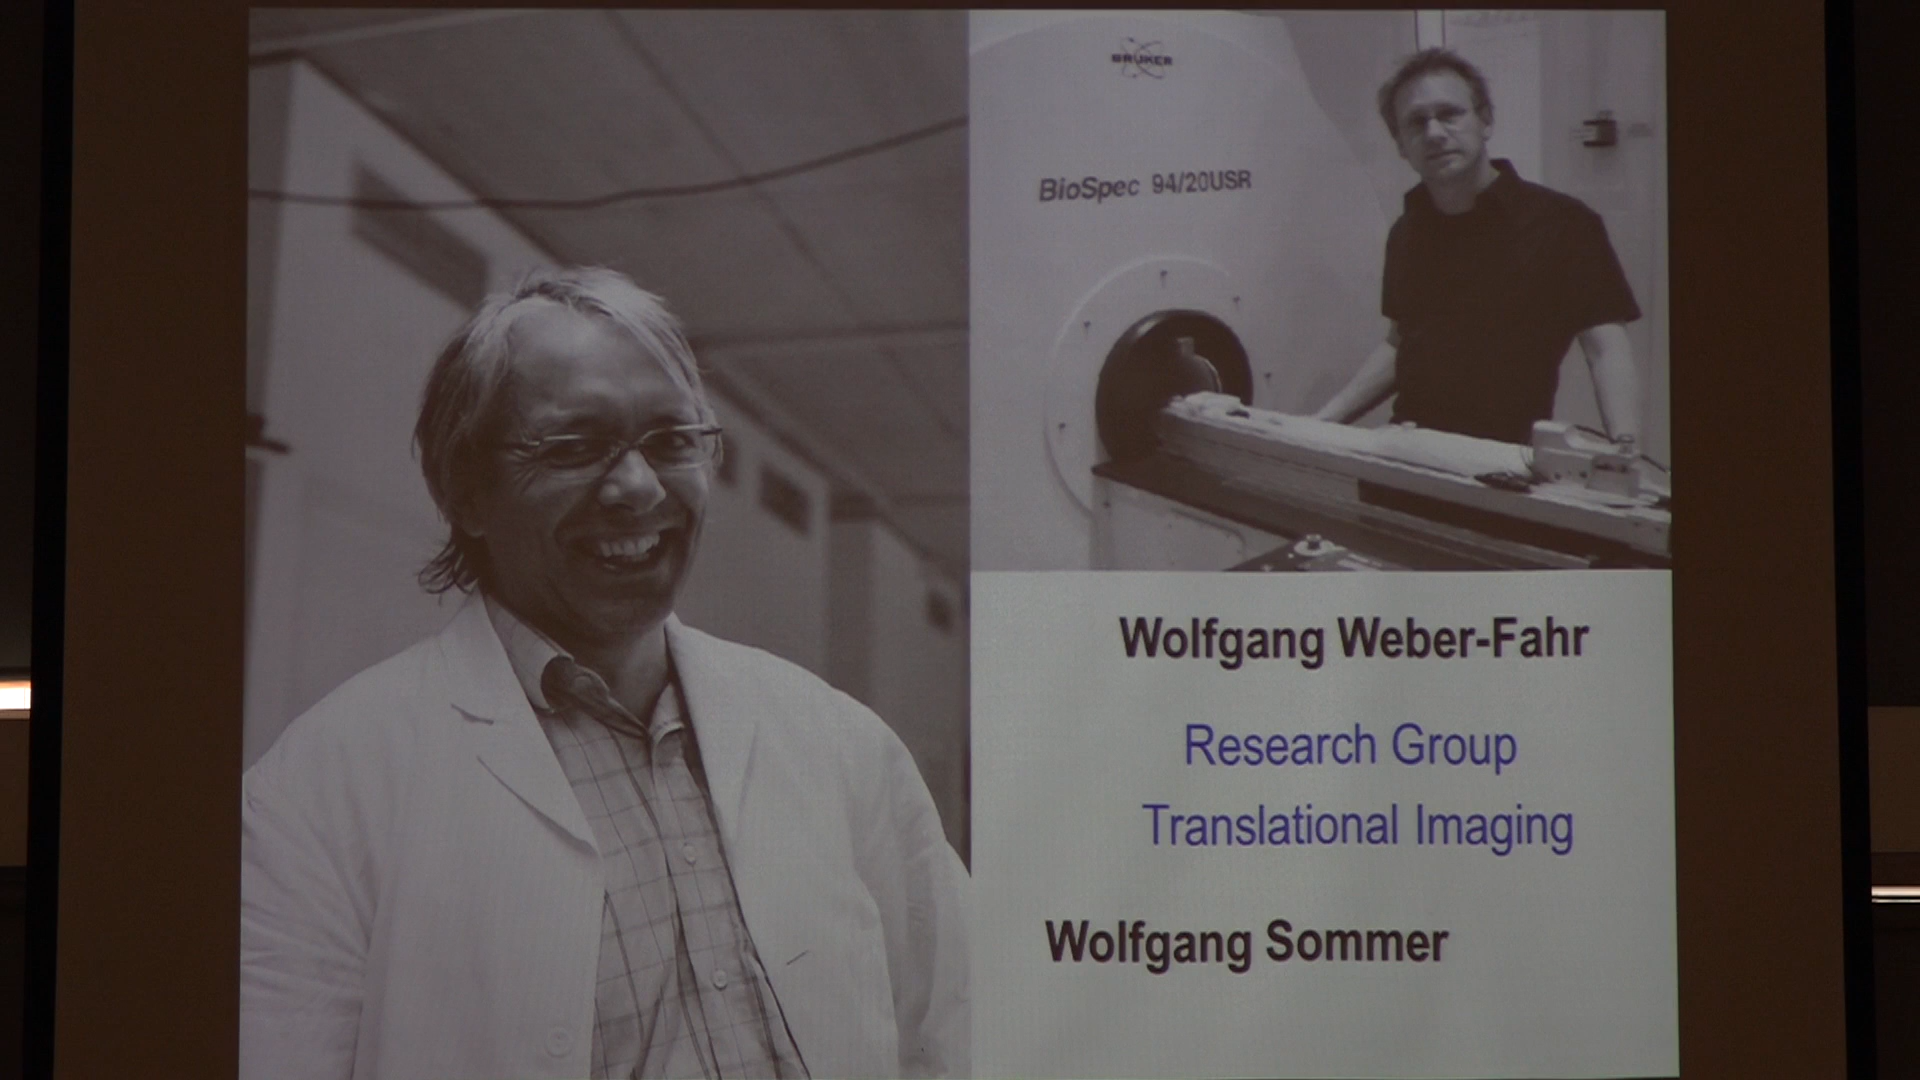 BRUKER
BioSpec 94/20USR
Wolfgang Weber-Fahr
Research Group
Translational Imaging
Wolfgang Sommer